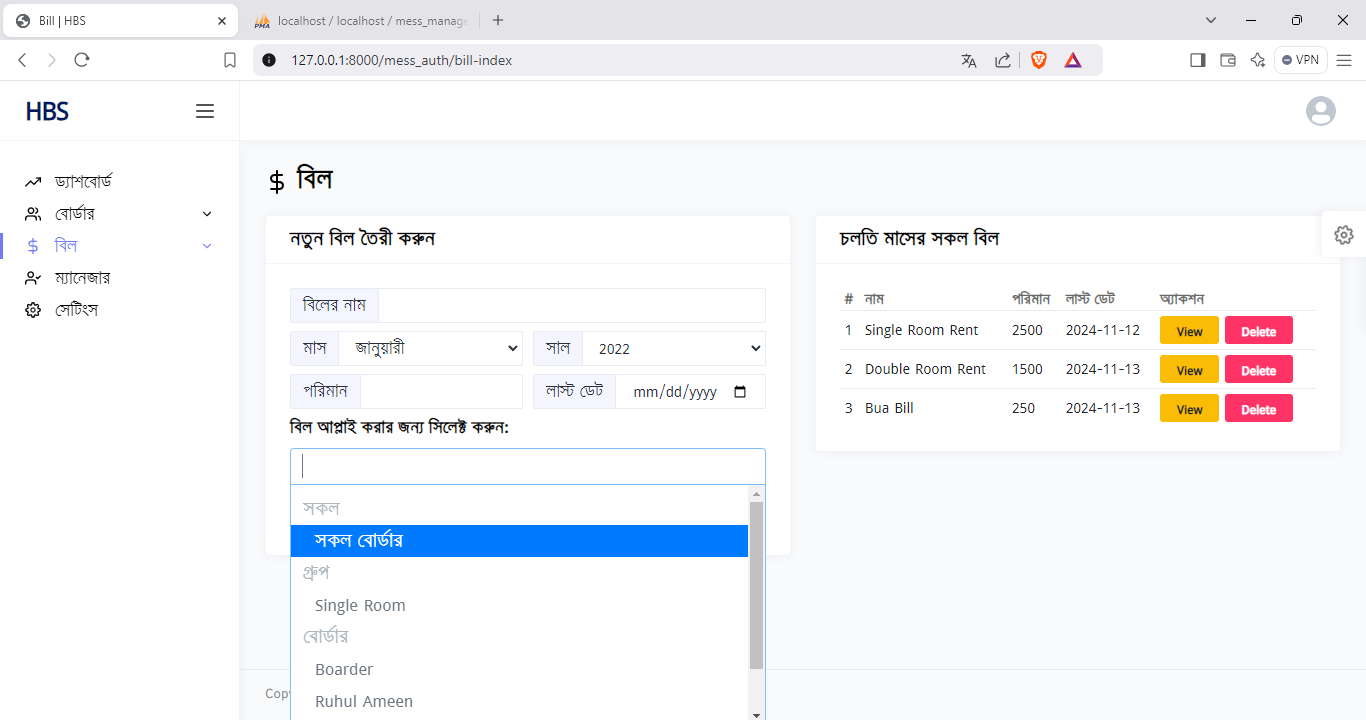 Bill | HBS
localhost / localhost / mess_manage
127.0.0.1:8000/mess_auth/bill-index
VPN
HBS
ড্যাশবোর্ড
বোর্ডার
বিল
ম্যানেজার
সেটিংস
$ বিল
নতুন বিল তৈরী করুন
বিলের নাম
মাস জানুয়ারী সাল 2022
পরিমান লাস্ট ডেট mm/dd/yyyy
বিল আপ্লাই করার জন্য সিলেক্ট করুন:
সকল
সকল বোর্ডার
গ্রুপ
Single Room
বোর্ডার
Boarder
Ruhul Ameen
চলতি মাসের সকল বিল
# নাম পরিমান লাস্ট ডেট অ্যাকশন
1 Single Room Rent 2500 2024-11-12 View Delete
2 Double Room Rent 1500 2024-11-13 View Delete
3 Bua Bill 250 2024-11-13 View Delete